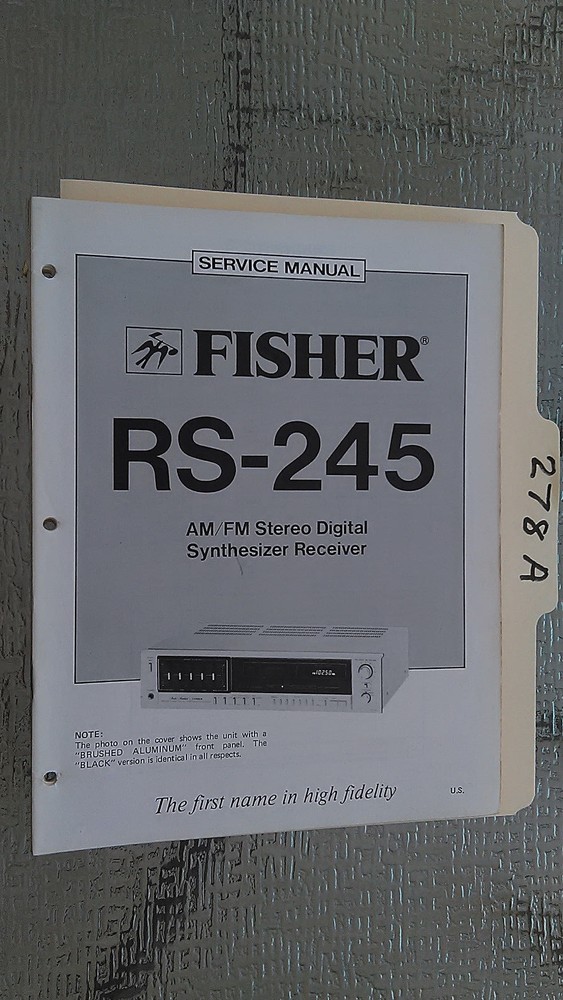 SERVICE MANUAL
FISHER®
RS-245
AM/FM Stereo Digital
Synthesizer Receiver
NOTE:
The photo on the cover shows the unit with a
"BRUSHED ALUMINUM" front panel. The
"BLACK" version is identical in all respects.
The first name in high fidelity
U.S.
278A